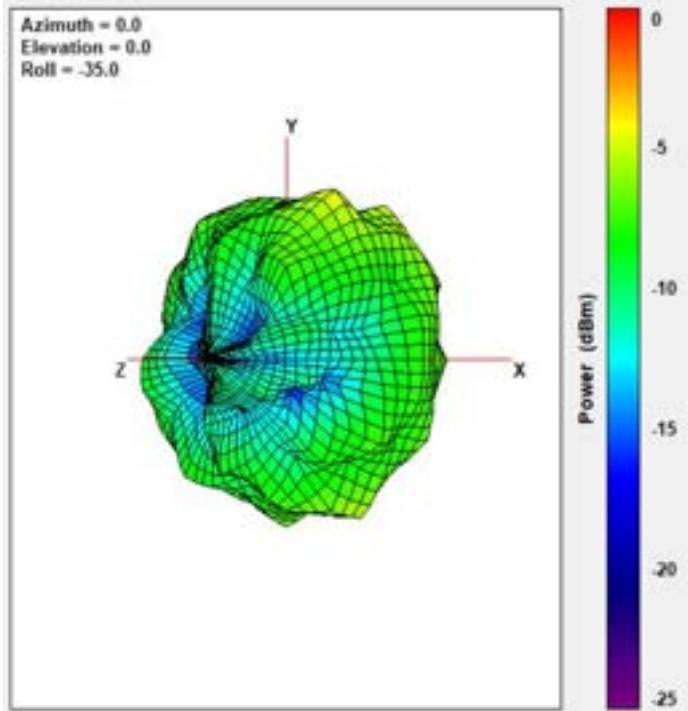 Azimuth = 0.0
Elevation = 0.0
Roll = -35.0
Y
Z
X
Power (dBm)
0
-5
-10
-15
-20
-25